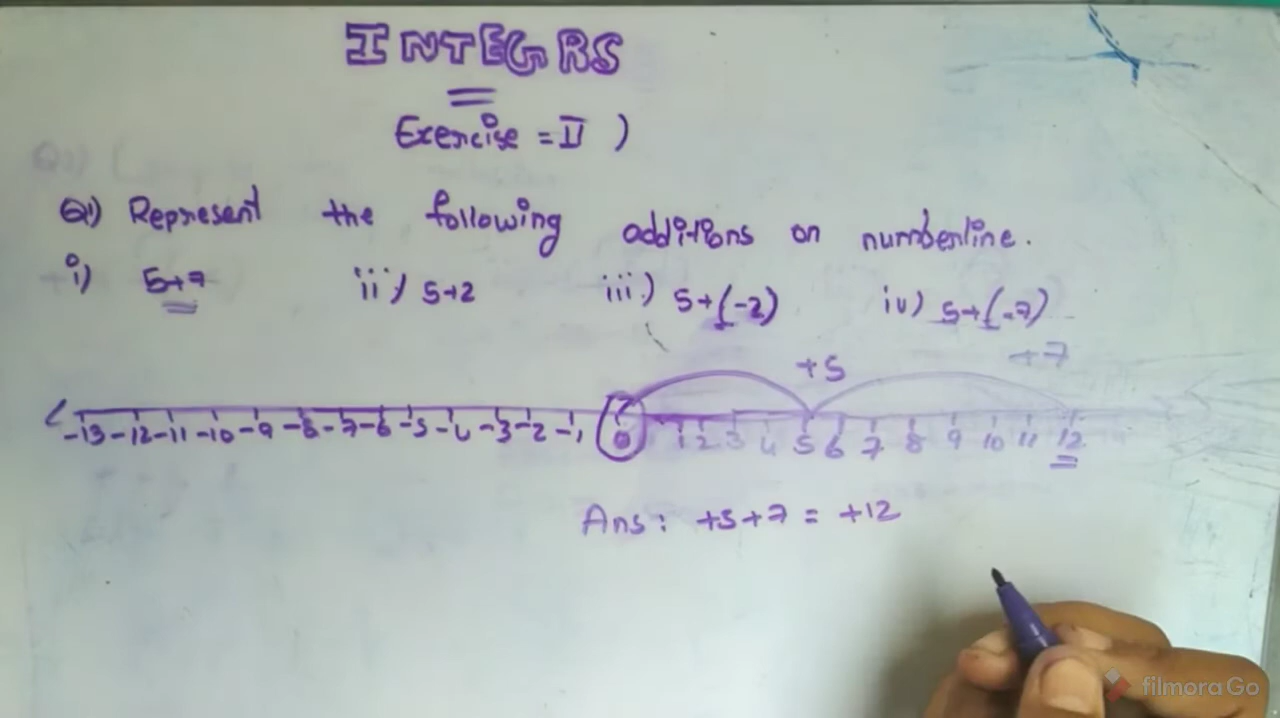 INTEGRS
Exercise = II )
Q1) Represent the following additions on numberline.
i) 5+7 ii) 5+2 iii) 5+(-2) iv) 5+(-7)
+5 +7
-13 -12 -11 -10 -9 -8 -7 -6 -5 -4 -3 -2 -1 0 1 2 3 4 5 6 7 8 9 10 11 12
Ans: +5+7 = +12
filmoraGo